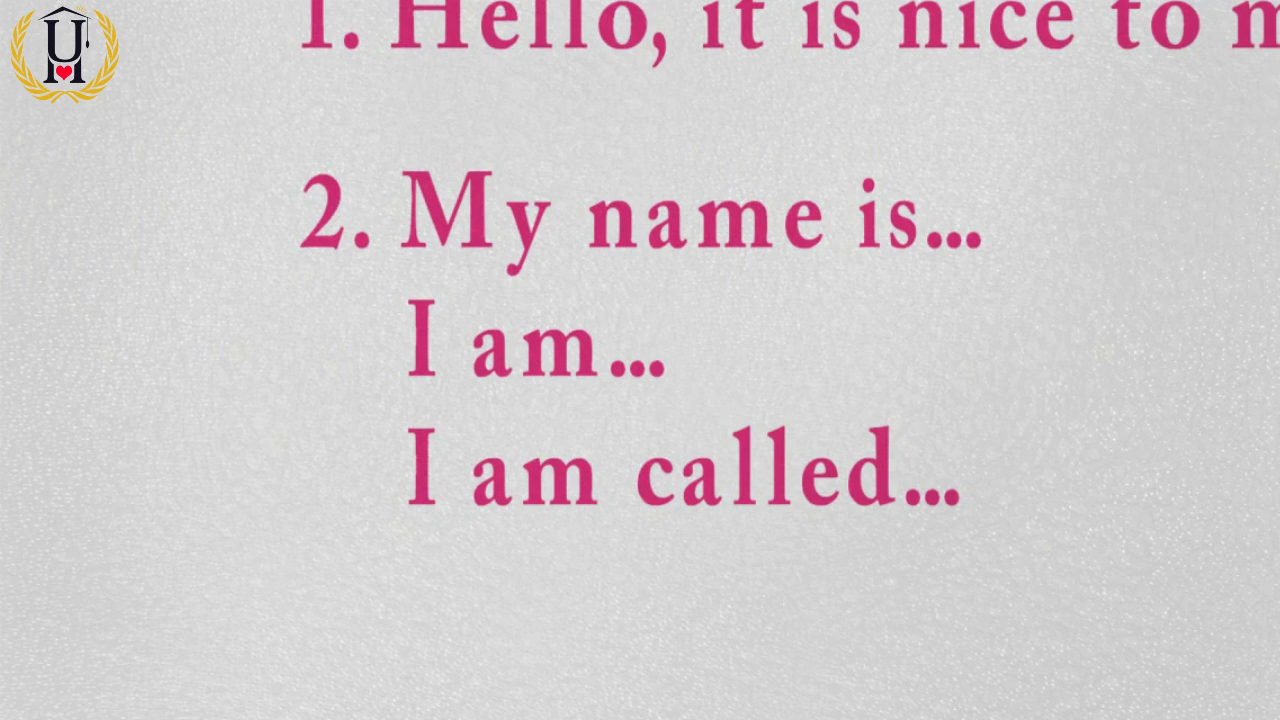 1. Hello, it is nice to
2. My name is...
I am...
I am called...